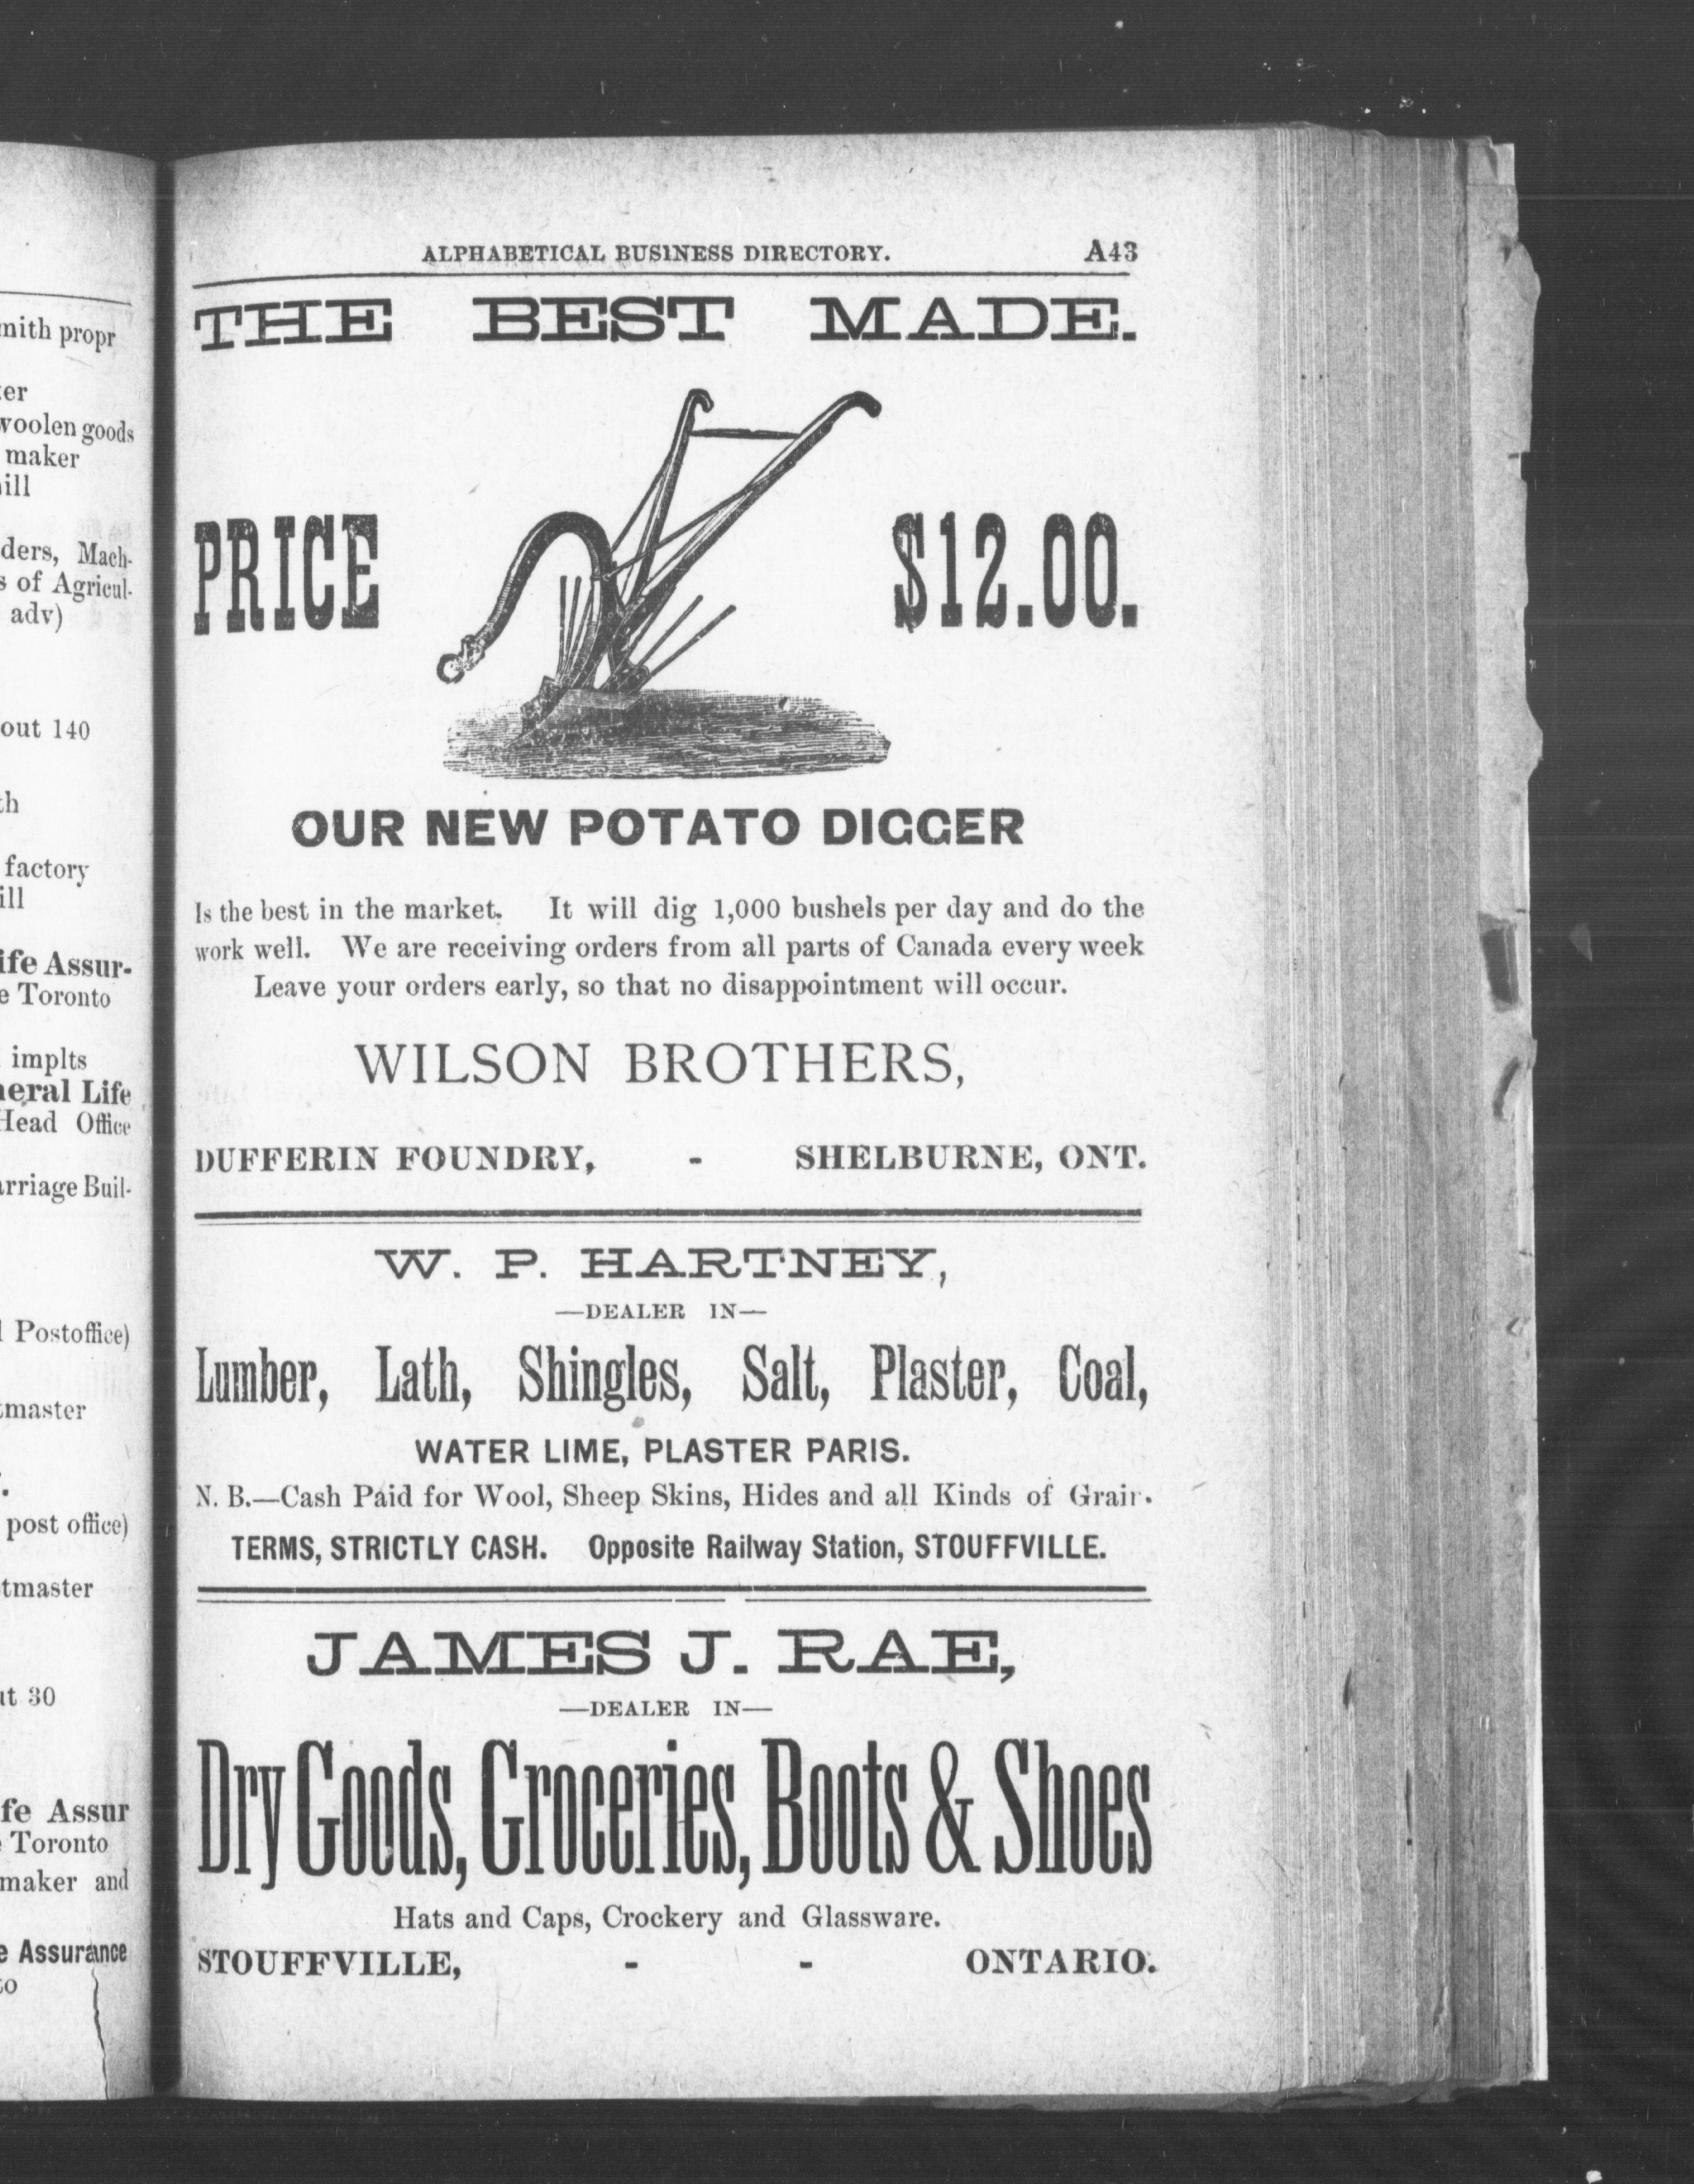 mith propr
er
woolen goods
maker
ill
ders, Mach-
s of Agricul-
adv)
out 140
th
factory
ill
ife Assur-
e Toronto
implts
neral Life
Head Office
arriage Buil-
l Postoffice)
tmaster
post office)
tmaster
ut 30
fe Assur
Toronto
maker and
e Assurance
to
ALPHABETICAL BUSINESS DIRECTORY. A43
THE BEST MADE.
PRICE $12.00.
OUR NEW POTATO DIGGER
Is the best in the market. It will dig 1,000 bushels per day and do the
work well. We are receiving orders from all parts of Canada every week
Leave your orders early, so that no disappointment will occur.
WILSON BROTHERS,
DUFFERIN FOUNDRY, - SHELBURNE, ONT.
W. P. HARTNEY,
—DEALER IN—
Lumber, Lath, Shingles, Salt, Plaster, Coal,
WATER LIME, PLASTER PARIS.
N. B.—Cash Paid for Wool, Sheep Skins, Hides and all Kinds of Grain.
TERMS, STRICTLY CASH. Opposite Railway Station, STOUFFVILLE.
JAMES J. RAE,
—DEALER IN—
Dry Goods, Groceries, Boots & Shoes
Hats and Caps, Crockery and Glassware.
STOUFFVILLE, - - ONTARIO.